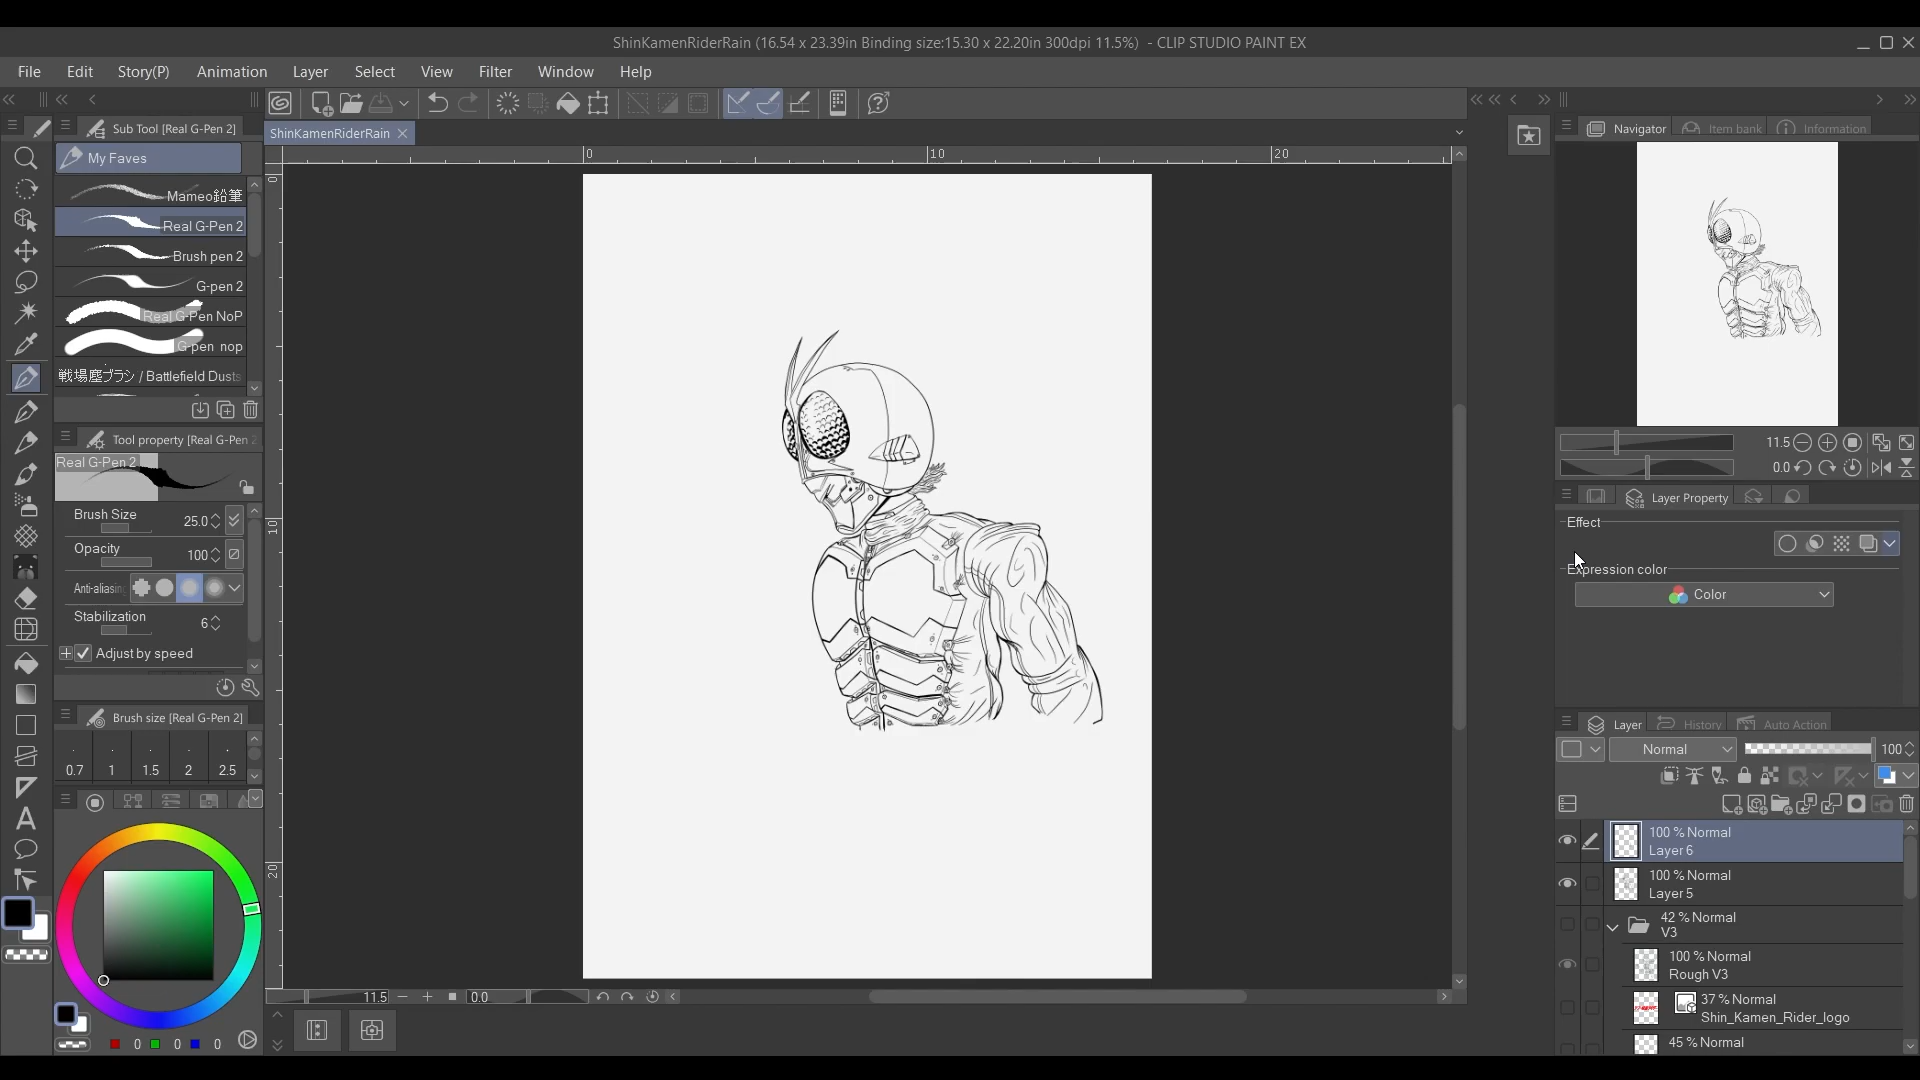 ShinKamenRiderRain (16.54 x 23.39in Binding size:15.30 x 22.20in 300dpi 11.5%) - CLIP STUDIO PAINT EX
File Edit Story(P) Animation Layer Select View Filter Window Help
Sub Tool [Real G-Pen 2]
My Faves
Mameo鉛筆
Real G-Pen 2
Brush pen 2
G-pen 2
Real G-Pen NoP
G-pen nop
戦場塵ブラシ / Battlefield Dusts
Tool property [Real G-Pen 2
Real G-Pen 2
Brush Size 25.0
Opacity 100
Anti-aliasing
Stabilization 6
Adjust by speed
Brush size [Real G-Pen 2]
0.7 1 1.5 2 2.5
0 0 0
ShinKamenRiderRain
0 10 20
0
10
20
11.5 0.0
Navigator Item bank Information
11.5
0.0
Layer Property
Effect
Expression color
Color
Layer History Auto Action
Normal 100
100 % Normal
Layer 6
100 % Normal
Layer 5
42 % Normal
V3
100 % Normal
Rough V3
37 % Normal
Shin_Kamen_Rider_logo
45 % Normal